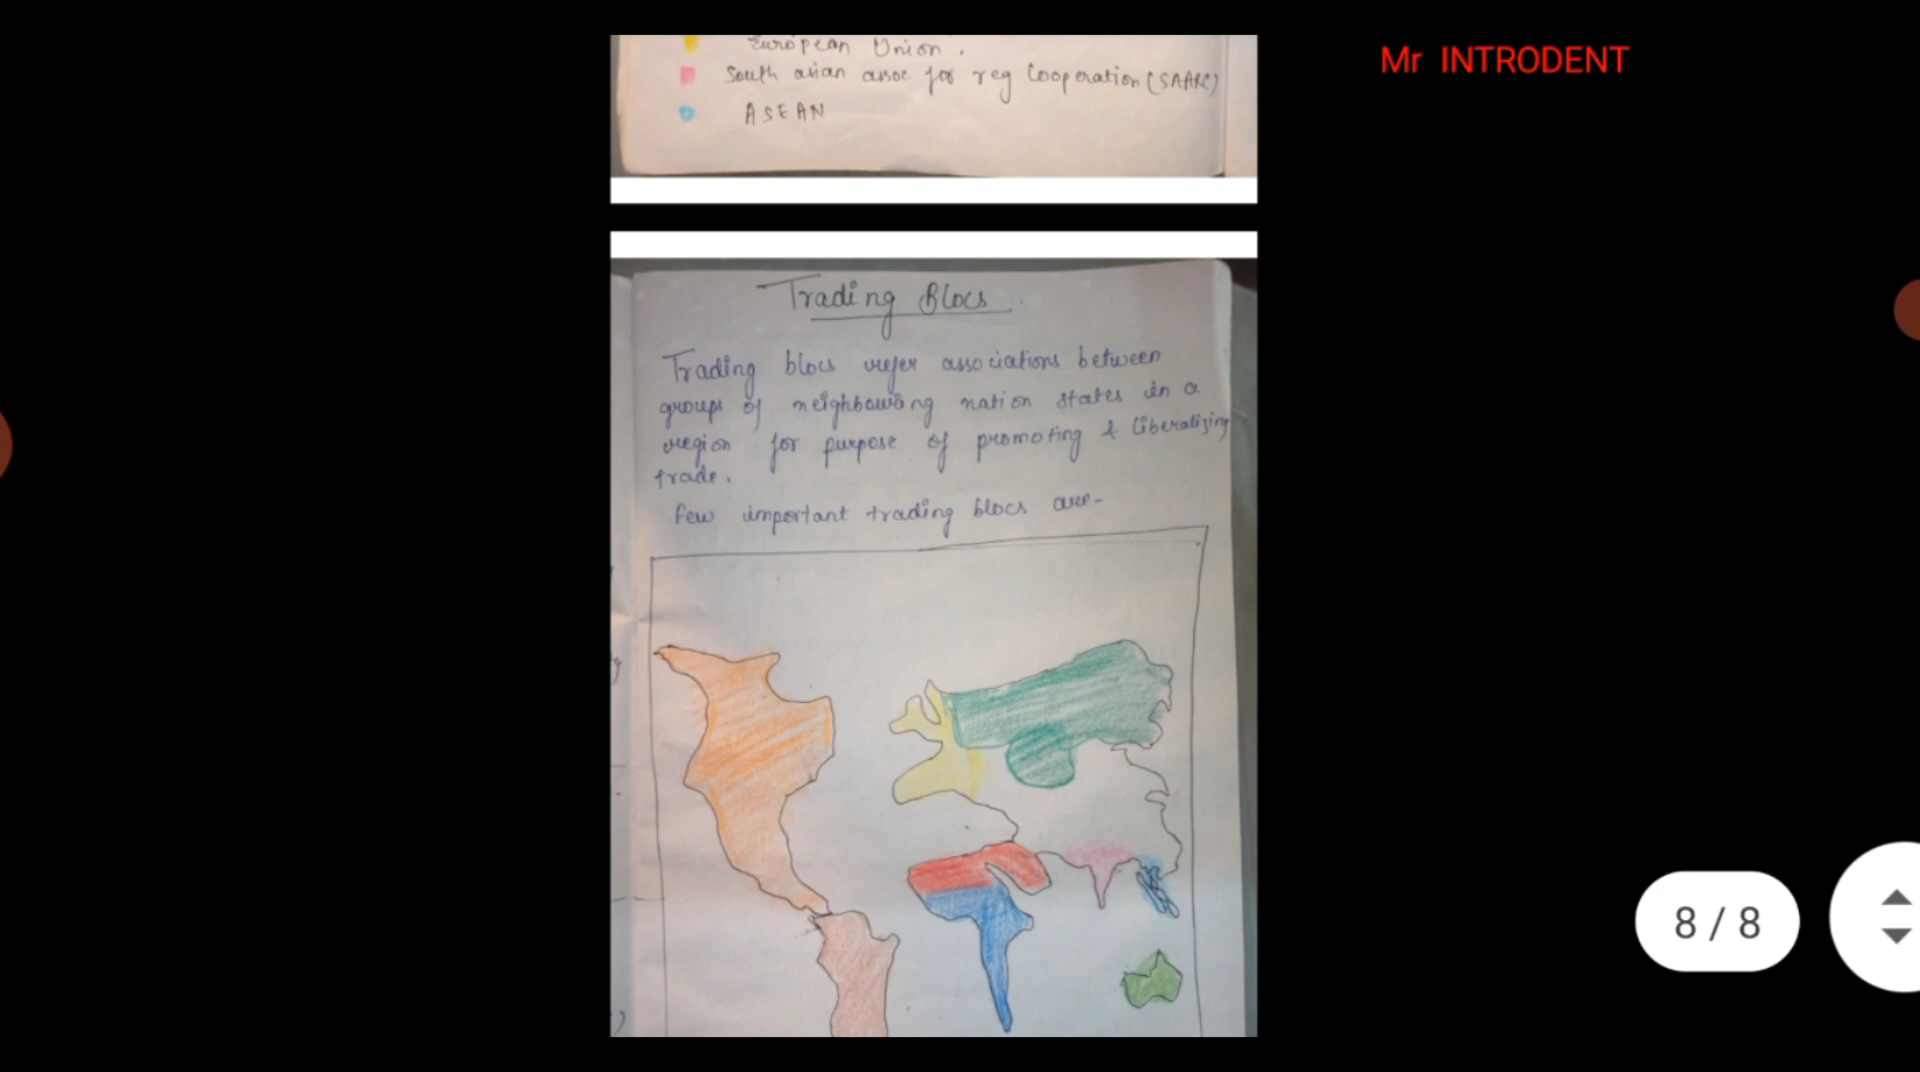 European Union.
South asian assoc for reg Cooperation (SAARC)
ASEAN
Mr INTRODENT
Trading Blocs
Trading blocs refer associations between
groups of neighbouring nation states in a
region for purpose of promoting & liberalizing
trade.
Few important trading blocs are-
8 / 8